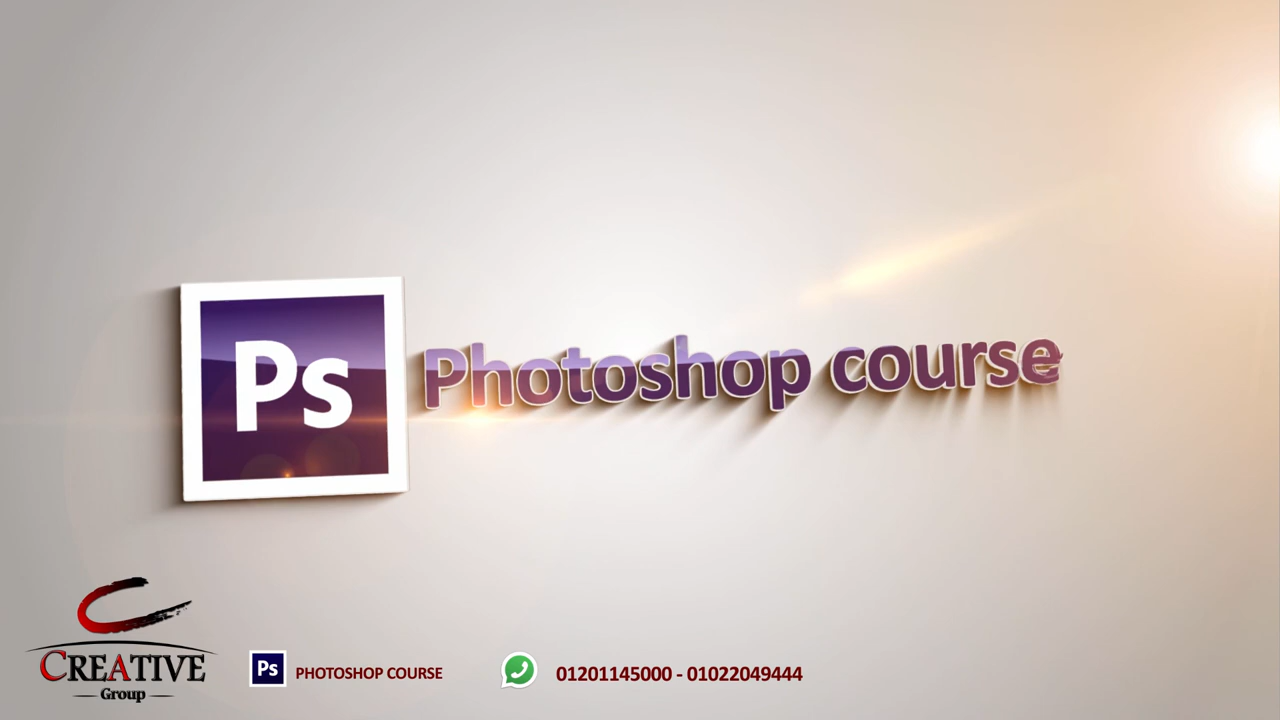 Ps
Photoshop course
CREATIVE
Group
Ps
PHOTOSHOP COURSE
01201145000 - 01022049444